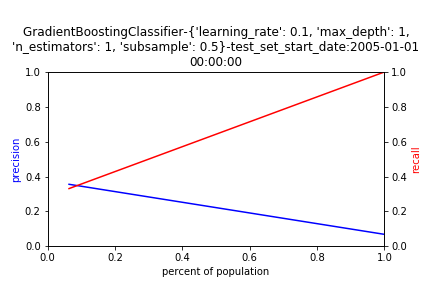 GradientBoostingClassifier-{'learning_rate': 0.1, 'max_depth': 1,
'n_estimators': 1, 'subsample': 0.5}-test_set_start_date:2005-01-01
00:00:00
1.0
0.8
0.6
0.4
0.2
0.0
precision
1.0
0.8
0.6
0.4
0.2
0.0
recall
0.0 0.2 0.4 0.6 0.8 1.0
percent of population